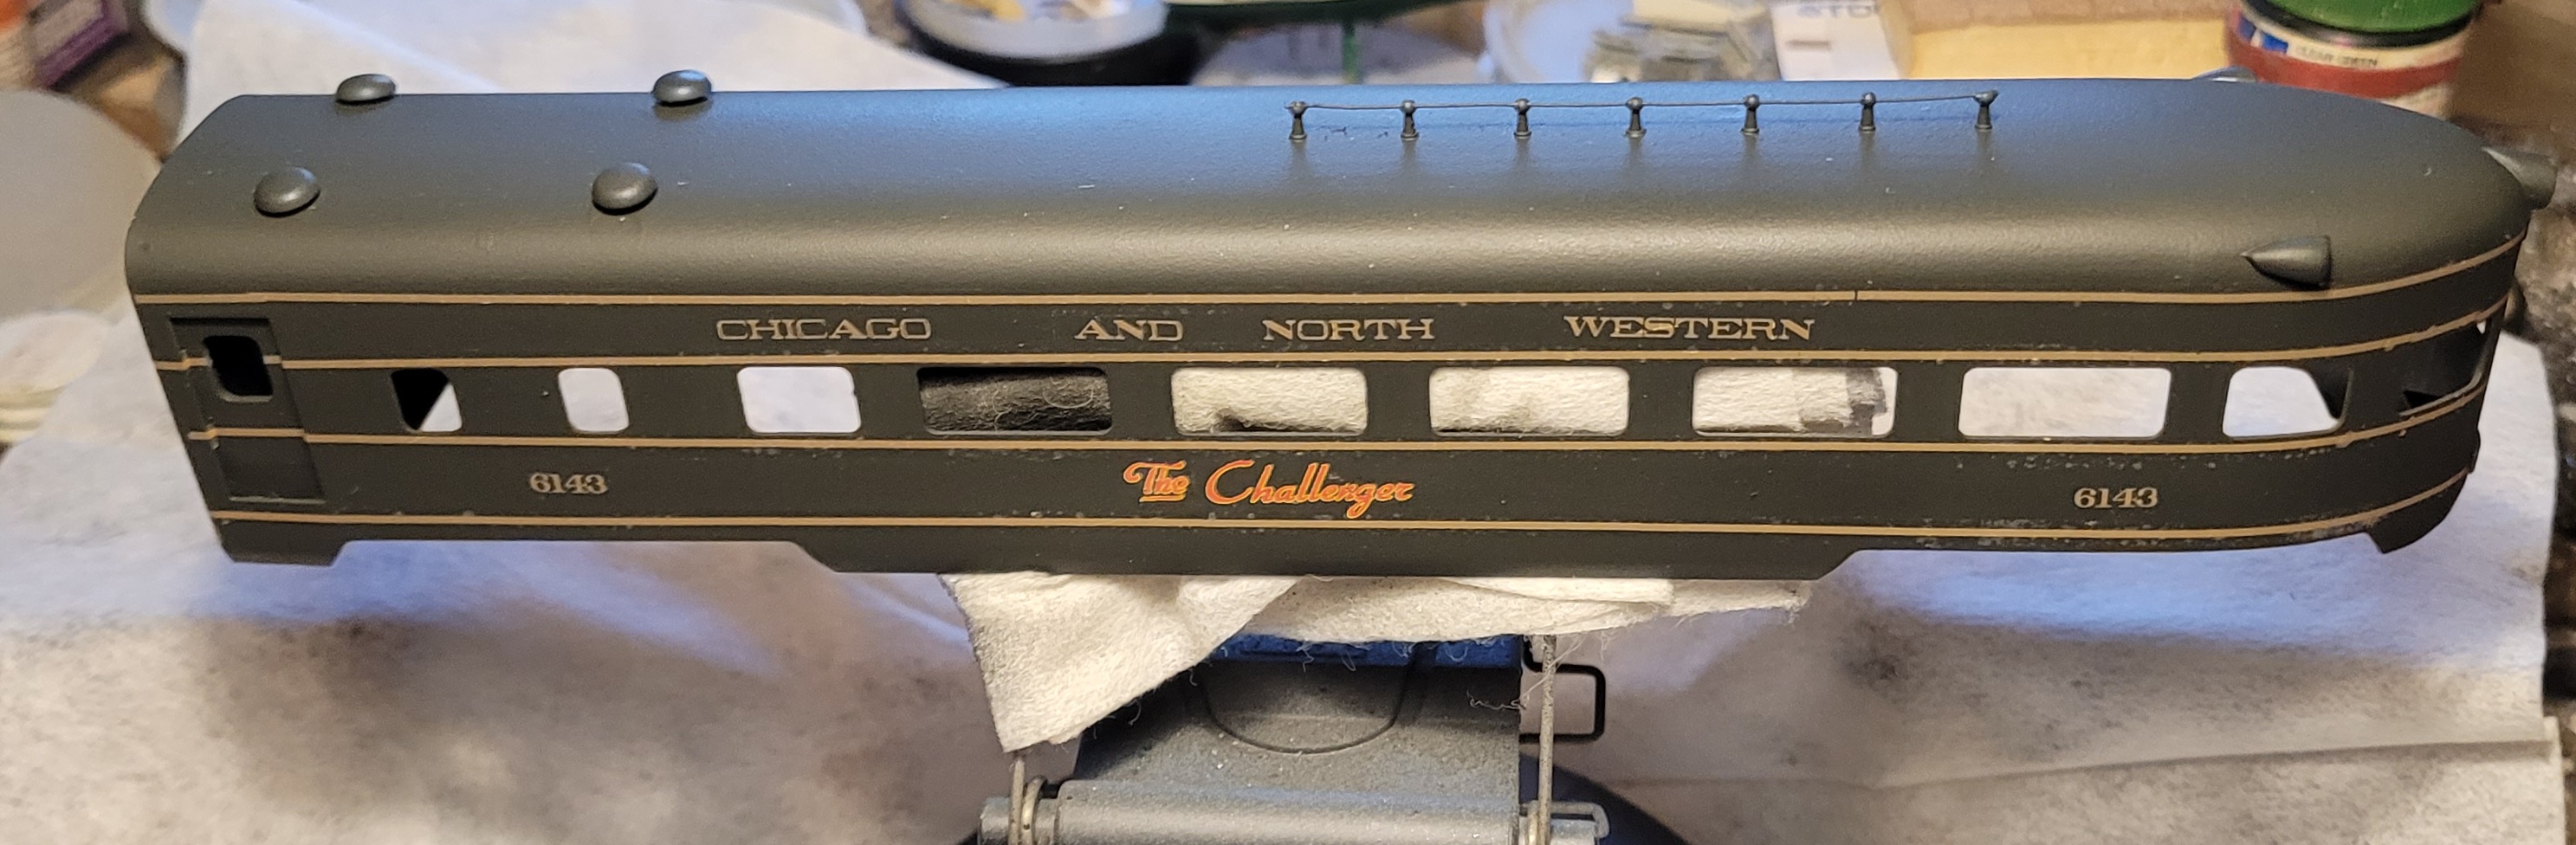 CHICAGO AND NORTH WESTERN
6143 The Challenger 6143